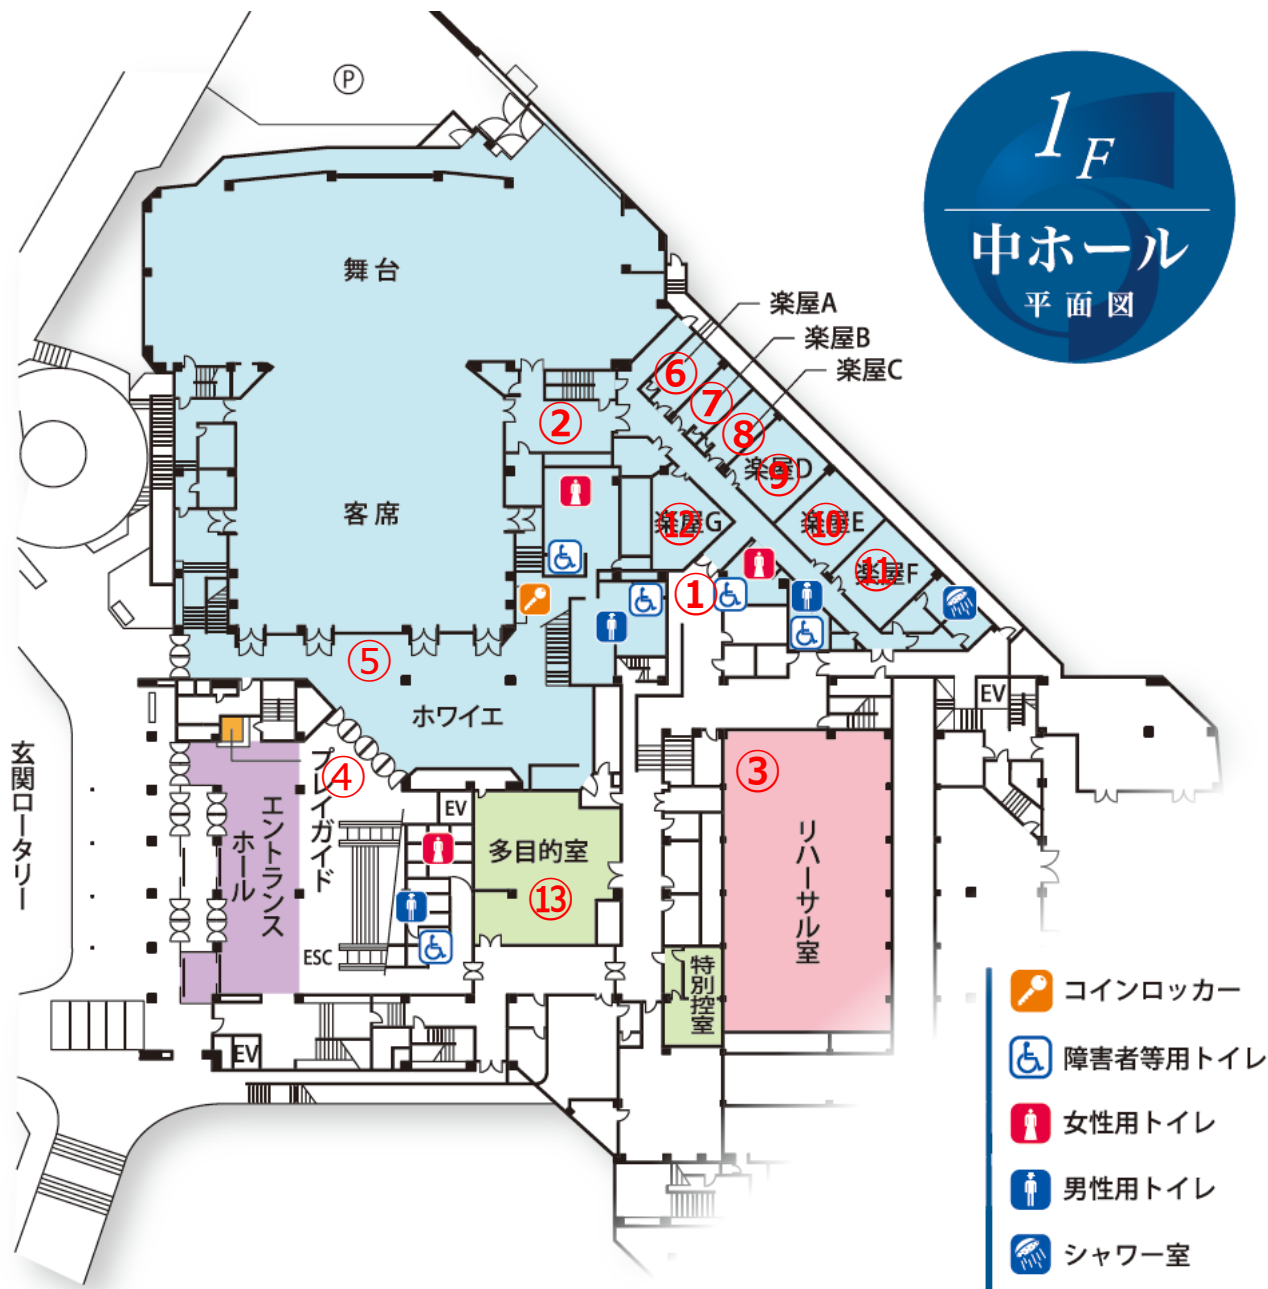 P
1F
中ホール
平面図
舞台
楽屋A
楽屋B
楽屋C
⑥
⑦
⑧
②
楽屋D
⑨
客席
楽屋G
⑫
楽屋E
⑩
楽屋F
⑪
①
⑤
ホワイエ
EV
玄関ロータリー
プレイガイド
④
③
エントランス
ホール
EV
多目的室
⑬
リハーサル室
ESC
特別控室
EV
コインロッカー
障害者等用トイレ
女性用トイレ
男性用トイレ
シャワー室